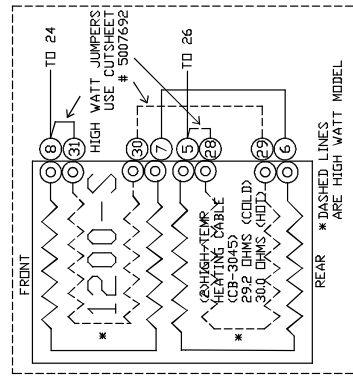 FRONT
1200-S
*
(2)HIGH-TEMP
HEATING CABLE
(CB-3045)
29.2 OHMS (COLD)
30.0 OHMS (HOT)
*
REAR
8
31
30
7
5
28
29
6
TO 24
HIGH WATT JUMPERS
USE CUTSHEET
# 5007692
TO 26
*DASHED LINES
ARE HIGH WATT MODEL